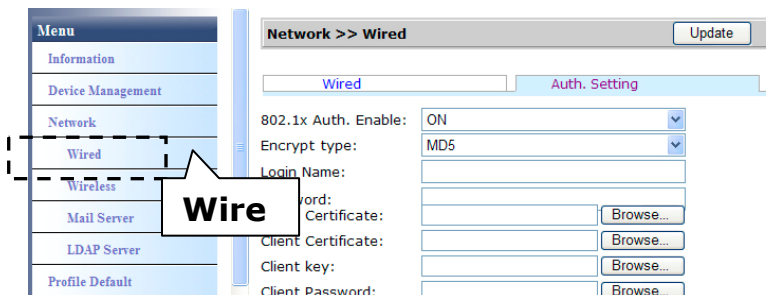 Menu
Information
Device Management
Network
Wired
Wireless
Mail Server
LDAP Server
Profile Default
Wire
Network >> Wired
Update
Wired
Auth. Setting
802.1x Auth. Enable:
ON
Encrypt type:
MD5
Login Name:
Certificate:
Browse...
Client Certificate:
Browse...
Client key:
Browse...
Client Password:
Browse...